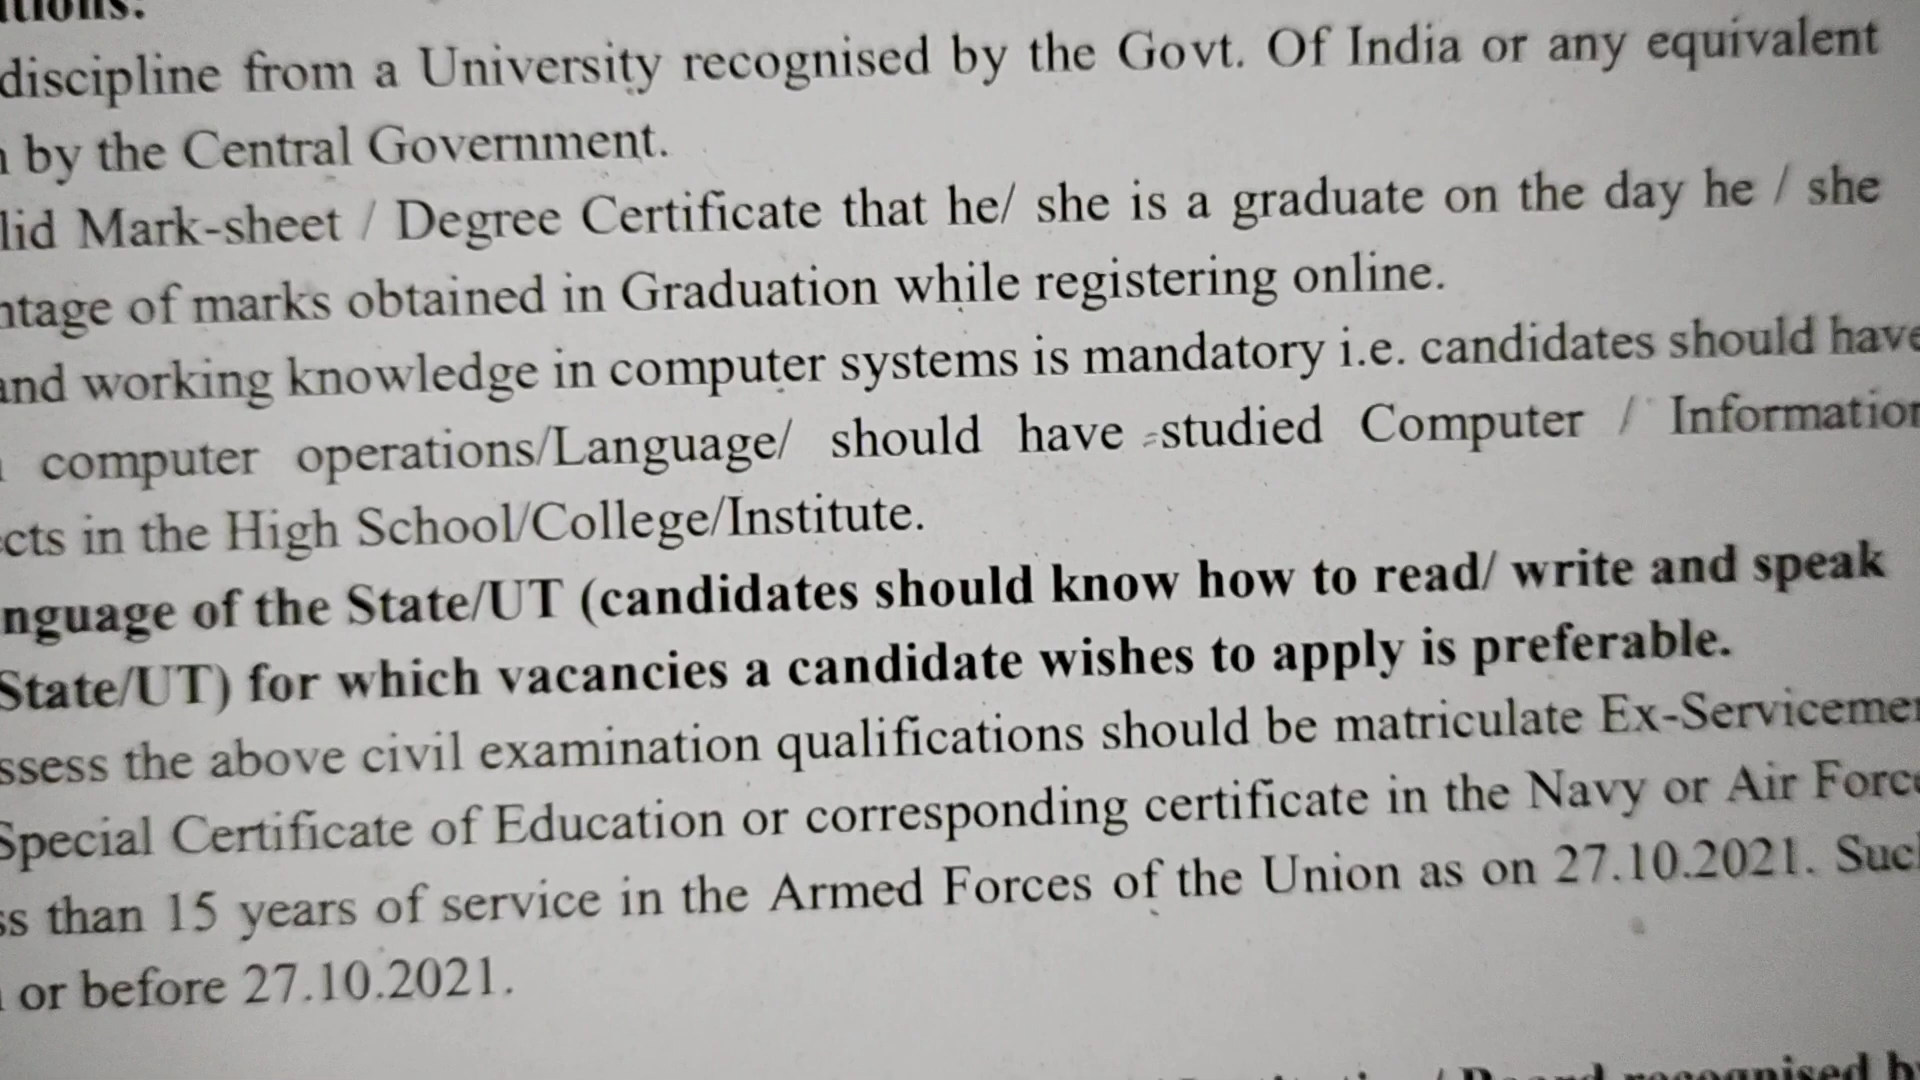 discipline from a University recognised by the Govt. Of India or any equivalent
by the Central Government.
Mark-sheet / Degree Certificate that he/ she is a graduate on the day he / she
of marks obtained in Graduation while registering online.
and working knowledge in computer systems is mandatory i.e. candidates should have
computer operations/Language/ should have studied Computer / Information
in the High School/College/Institute.
of the State/UT (candidates should know how to read/ write and speak
State/UT) for which vacancies a candidate wishes to apply is preferable.
the above civil examination qualifications should be matriculate Ex-Servicemen
Special Certificate of Education or corresponding certificate in the Navy or Air Force
than 15 years of service in the Armed Forces of the Union as on 27.10.2021. Such
or before 27.10.2021.